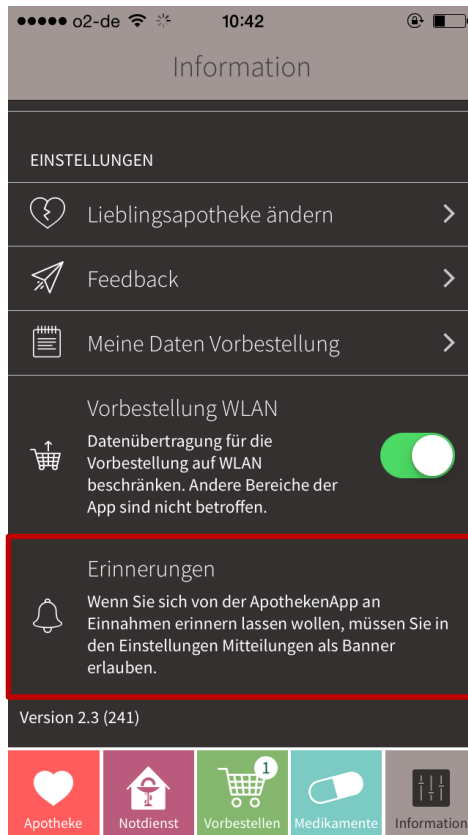 o2-de 10:42
Information
EINSTELLUNGEN
Lieblingsapotheke ändern
Feedback
Meine Daten Vorbestellung
Vorbestellung WLAN
Datenübertragung für die
Vorbestellung auf WLAN
beschränken. Andere Bereiche der
App sind nicht betroffen.
Erinnerungen
Wenn Sie sich von der ApothekenApp an
Einnahmen erinnern lassen wollen, müssen Sie in
den Einstellungen Mitteilungen als Banner
erlauben.
Version 2.3 (241)
1
Apotheke Notdienst Vorbestellen Medikamente Information